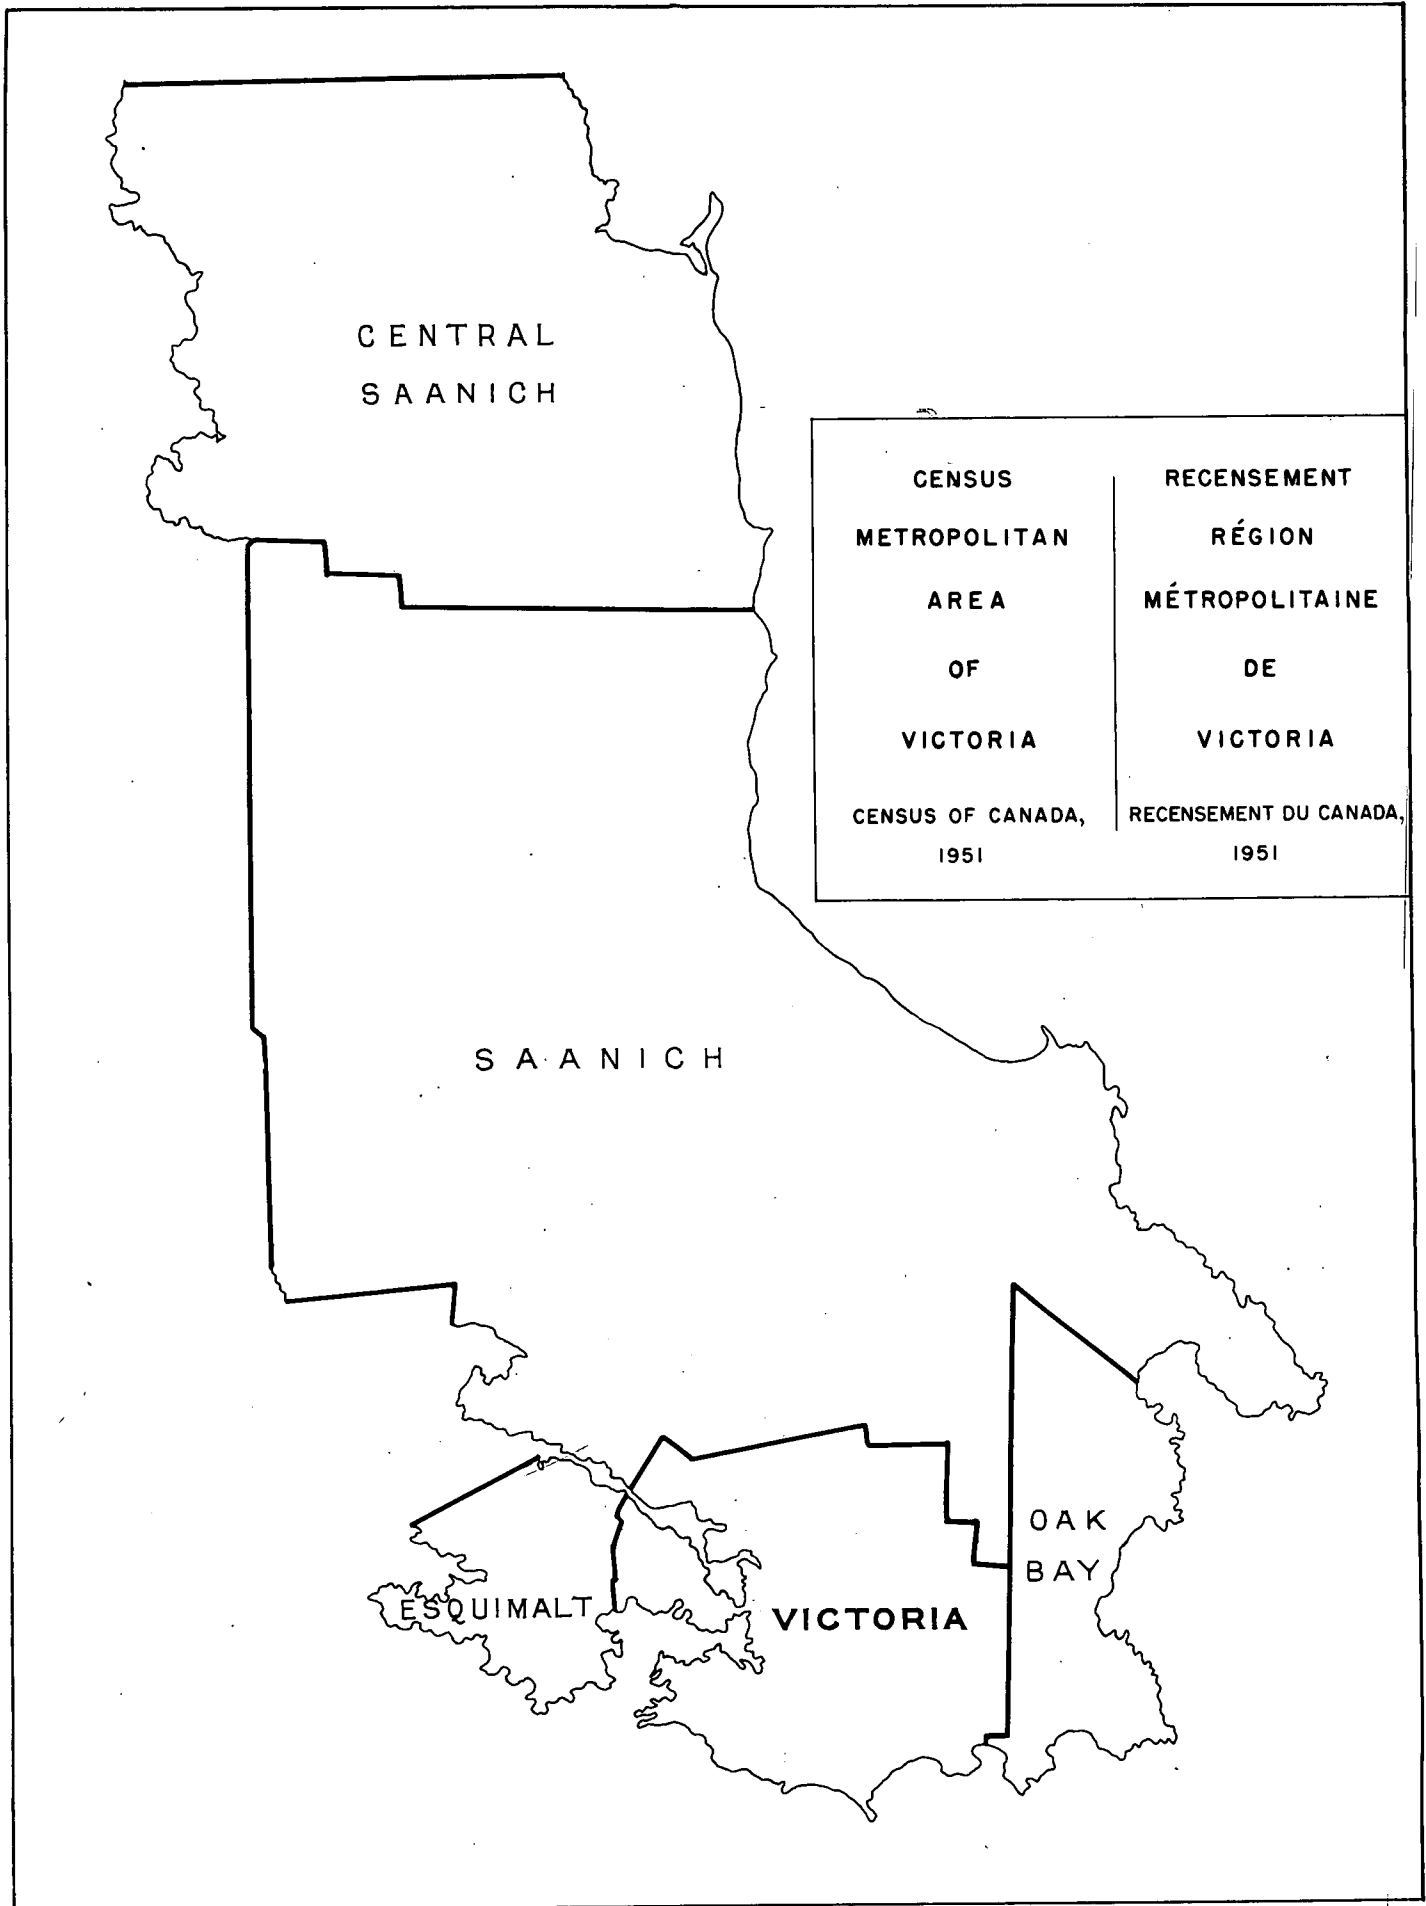 CENTRAL
SAANICH
CENSUS
METROPOLITAN
AREA
OF
VICTORIA
CENSUS OF CANADA,
1951
RECENSEMENT
RÉGION
MÉTROPOLITAINE
DE
VICTORIA
RECENSEMENT DU CANADA,
1951
SAANICH
OAK
BAY
ESQUIMALT
VICTORIA